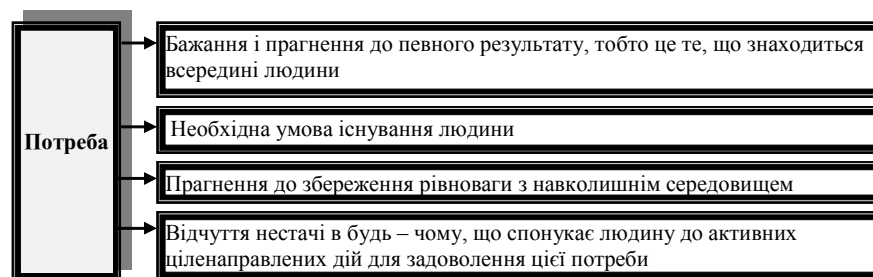 Потреба
Бажання і прагнення до певного результату, тобто це те, що знаходиться
всередині людини
Необхідна умова існування людини
Прагнення до збереження рівноваги з навколишнім середовищем
Відчуття нестачі в будь – чому, що спонукає людину до активних
ціленаправлених дій для задоволення цієї потреби